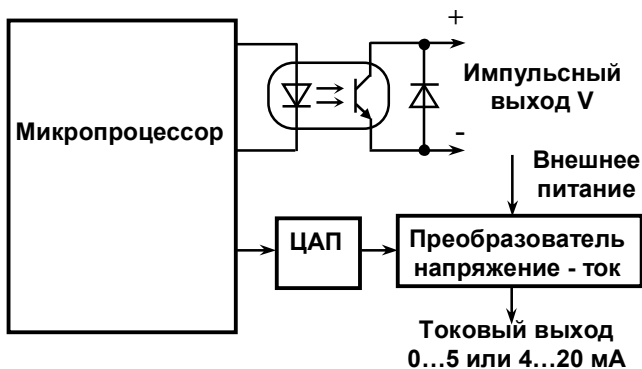 +
Импульсный
выход V
Микропроцессор
-
Внешнее
питание
ЦАП
Преобразователь
напряжение - ток
Токовый выход
0...5 или 4...20 мА